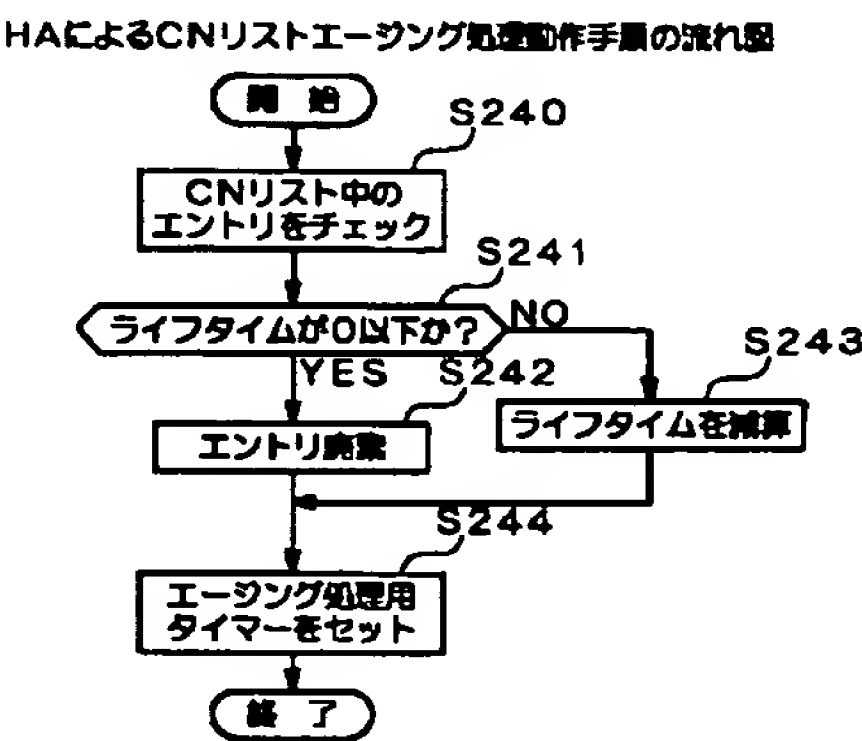 HAによるCNリストエージング処理動作手順の流れ図
開 始
S240
CNリスト中の
エントリをチェック
S241
ライフタイムが0以下か?
NO
YES
S242
S243
エントリ廃棄
ライフタイムを減算
S244
エージング処理用
タイマーをセット
終 了